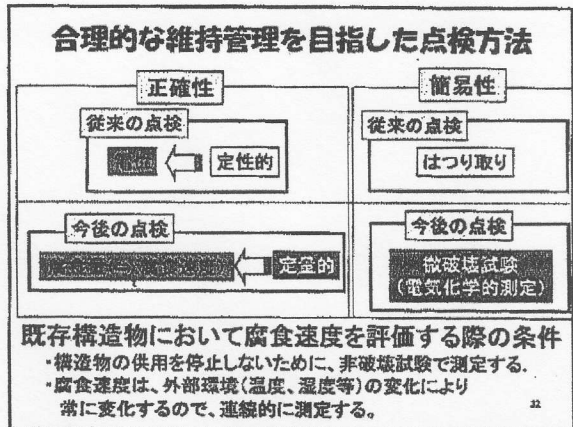 合理的な維持管理を目指した点検方法
正確性
簡易性
従来の点検
定性的
従来の点検
はつり取り
今後の点検
定量的
今後の点検
微破壊試験
(電気化学的測定)
既存構造物において腐食速度を評価する際の条件
・構造物の供用を停止しないために、非破壊試験で測定する.
・腐食速度は、外部環境(温度、湿度等)の変化により
常に変化するので、連続的に測定する。
32